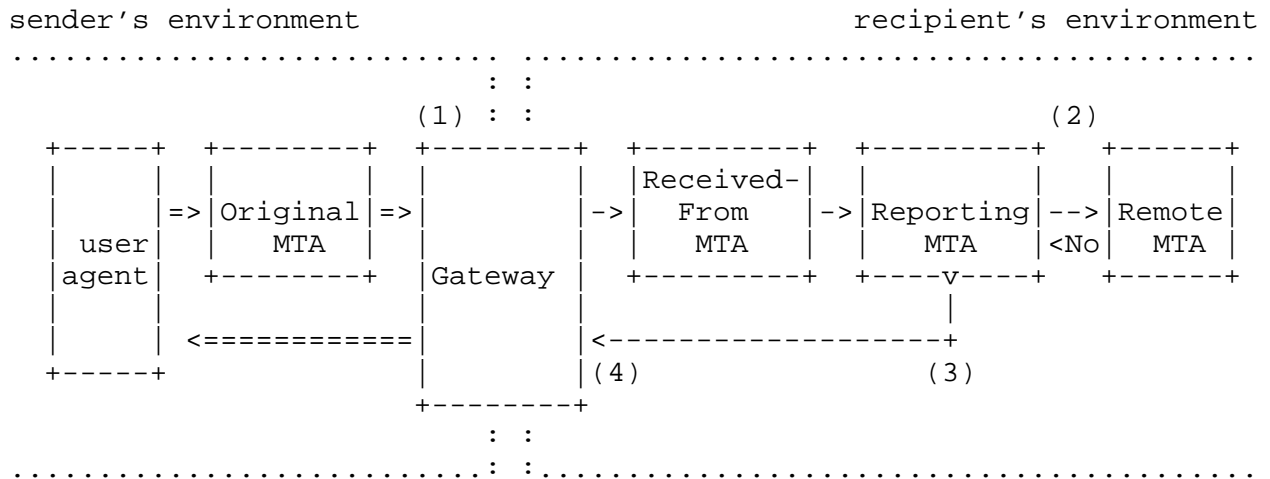 sender's environment                            recipient's environment
............................ ..........................................
                           : :
                       (1) : :                             (2)
  +-----+  +--------+  +--------+  +---------+  +---------+   +------+
  |     |  |        |  |        |  |Received-|  |         |   |      |
  |     |=>|Original|=>|        |->|  From   |->|Reporting|-->|Remote|
  | user|  |   MTA  |  |        |  |   MTA   |  |   MTA   |<No|  MTA |
  |agent|  +--------+  |Gateway |  +---------+  +----v----+   +------+
  |     |              |        |                    |
  |     | <============|        |<-------------------+
  +-----+              |        |(4)                (3)
                       +--------+
                           : :
...........................: :.........................................